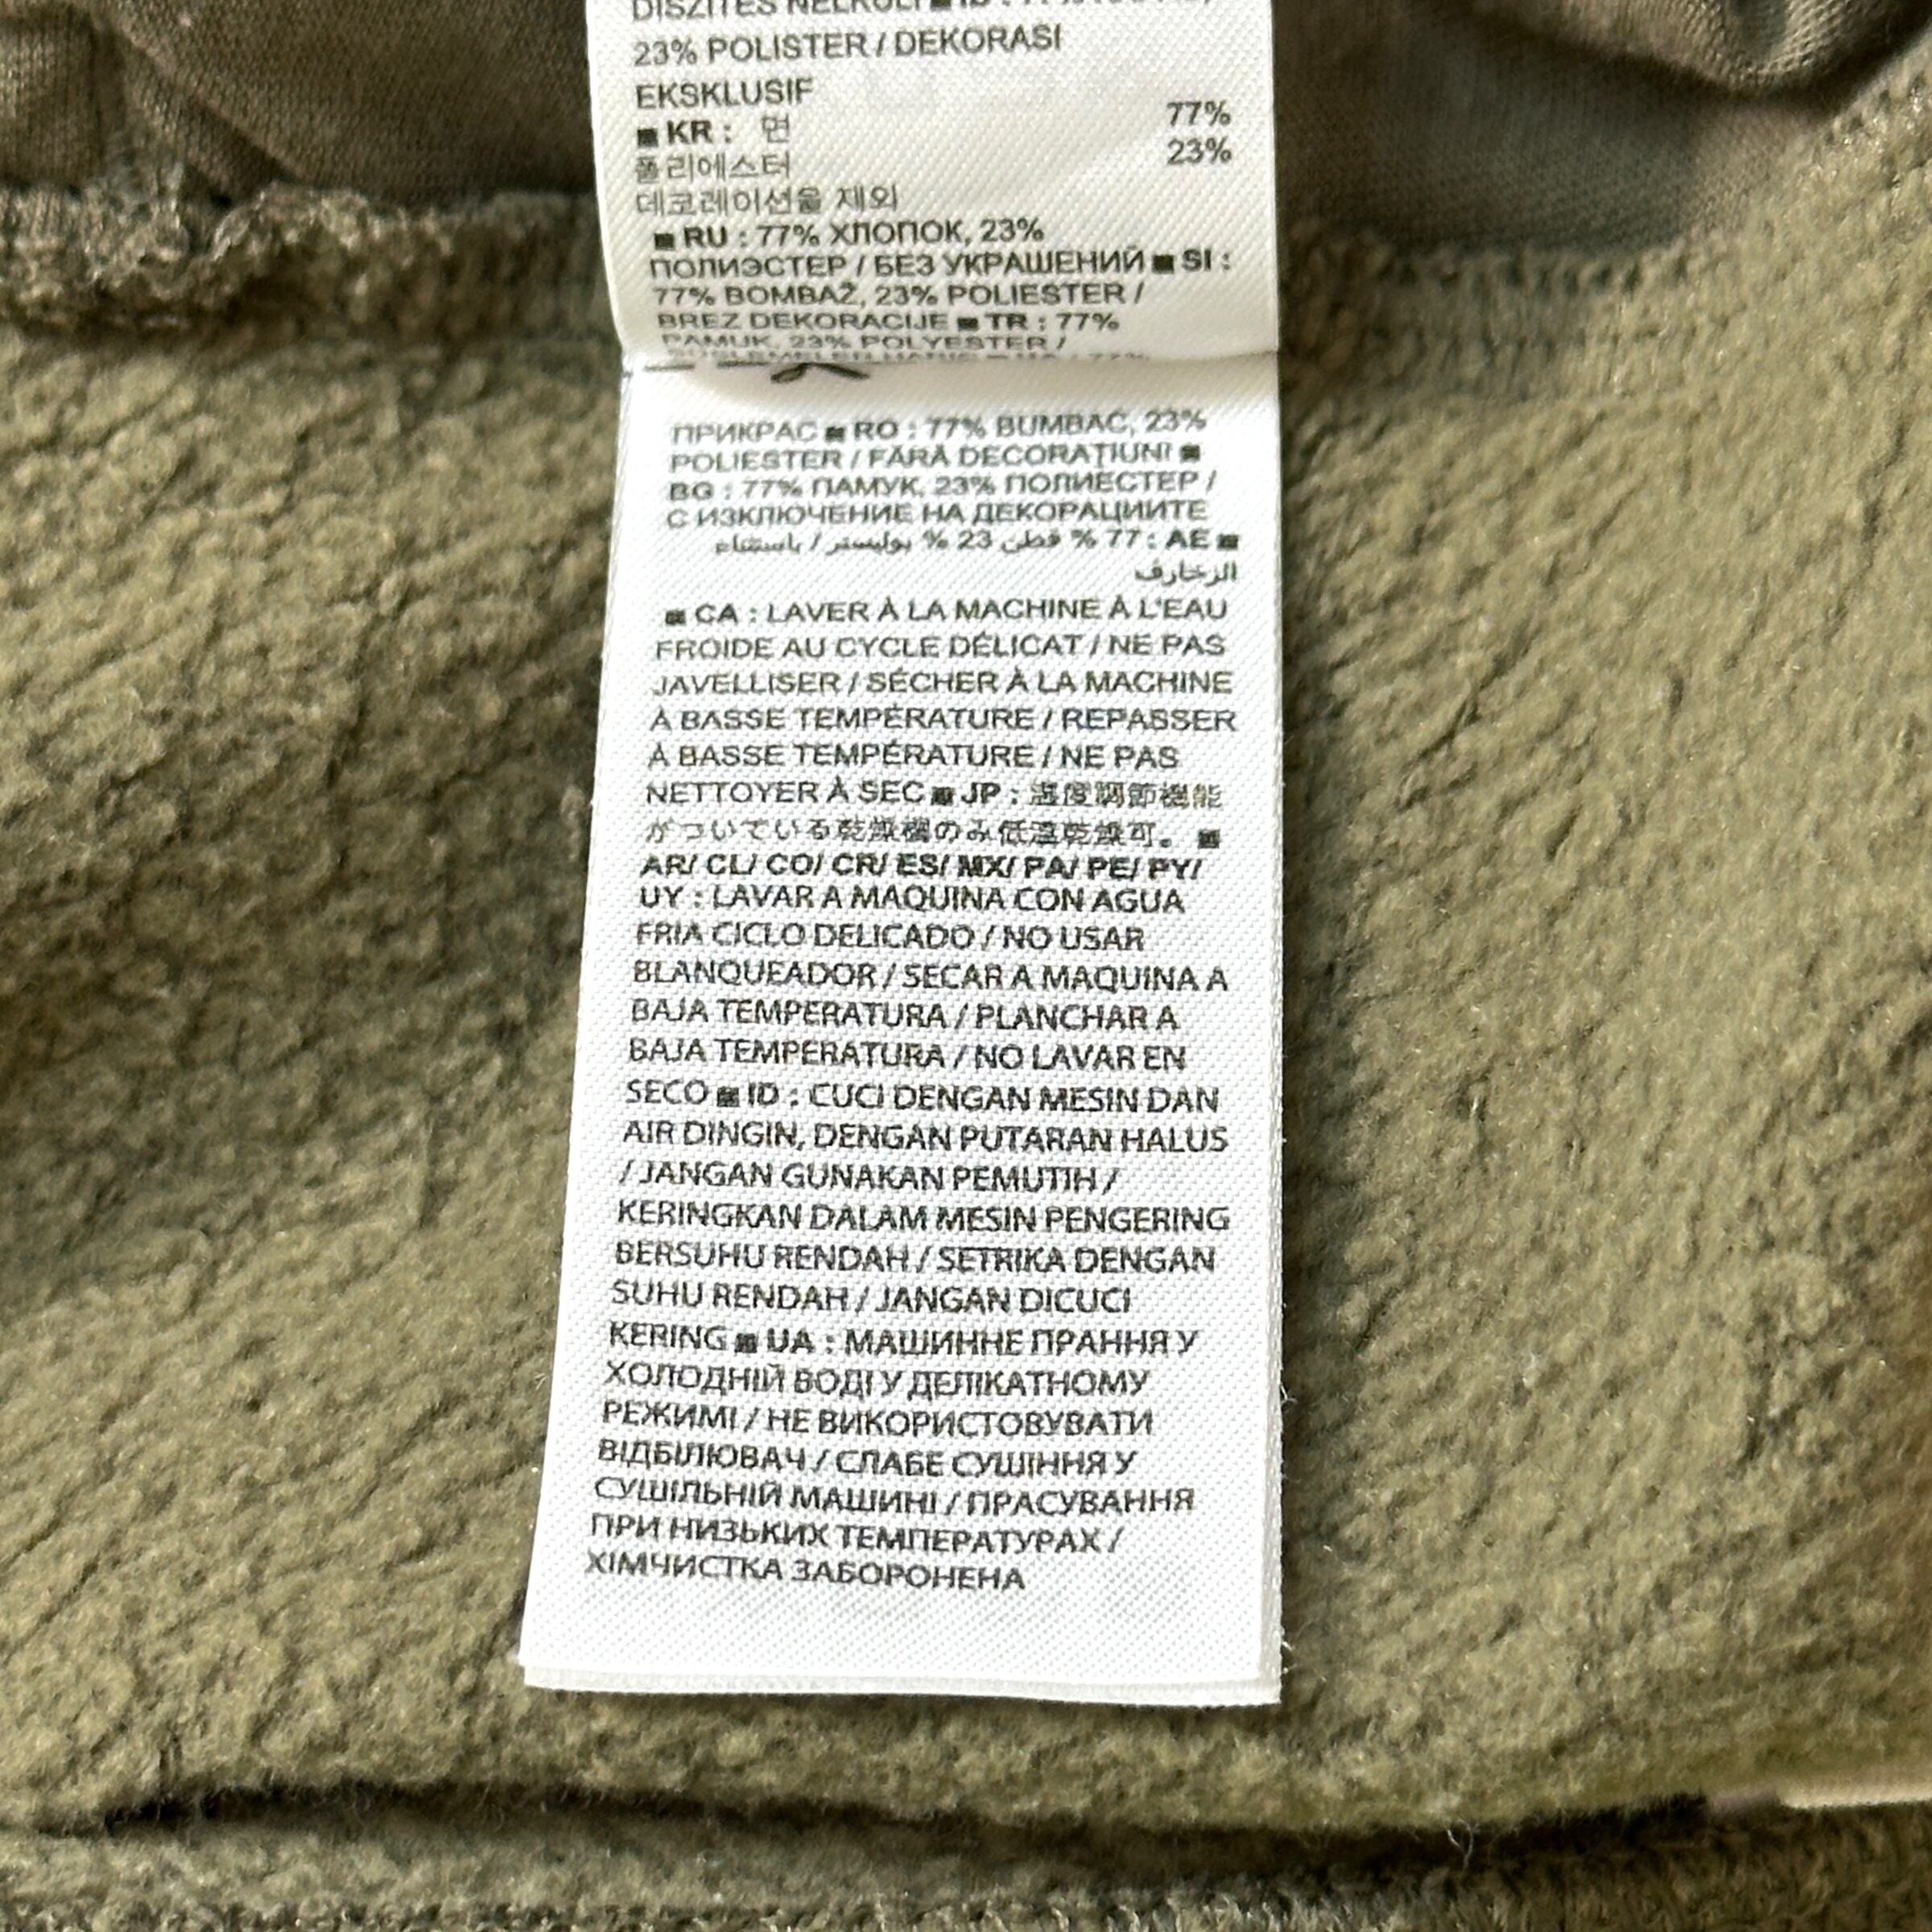 23% POLISTER / DEKORASI
EKSKLUSIF
■ KR : 면 77%
폴리에스터 23%
데코레이션을 제외
■ RU : 77% ХЛОПОК, 23%
ПОЛИЭСТЕР / БЕЗ УКРАШЕНИЙ ■ SI :
77% BOMBAŽ, 23% POLIESTER /
BREZ DEKORACIJE ■ TR : 77%
PAMUK, 23% POLYESTER /
ПРИКРАС ■ RO : 77% BUMBAC, 23%
POLIESTER / FĂRĂ DECORAȚIUNI ■
BG : 77% ПАМУК, 23% ПОЛИЕСТЕР /
С ИЗКЛЮЧЕНИЕ НА ДЕКОРАЦИИТЕ
■ AE : 77 % قطن 23 % بوليستر / باستثناء
الزخارف
■ CA : LAVER À LA MACHINE À L'EAU
FROIDE AU CYCLE DÉLICAT / NE PAS
JAVELLISER / SÉCHER À LA MACHINE
À BASSE TEMPÉRATURE / REPASSER
À BASSE TEMPÉRATURE / NE PAS
NETTOYER À SEC ■ JP : 温度調節機能
がついている乾燥機のみ低温乾燥可。 ■
AR/ CL/ CO/ CR/ ES/ MX/ PA/ PE/ PY/
UY : LAVAR A MAQUINA CON AGUA
FRIA CICLO DELICADO / NO USAR
BLANQUEADOR / SECAR A MAQUINA A
BAJA TEMPERATURA / PLANCHAR A
BAJA TEMPERATURA / NO LAVAR EN
SECO ■ ID : CUCI DENGAN MESIN DAN
AIR DINGIN, DENGAN PUTARAN HALUS
/ JANGAN GUNAKAN PEMUTIH /
KERINGKAN DALAM MESIN PENGERING
BERSUHU RENDAH / SETRIKA DENGAN
SUHU RENDAH / JANGAN DICUCI
KERING ■ UA : МАШИННЕ ПРАННЯ У
ХОЛОДНІЙ ВОДІ У ДЕЛІКАТНОМУ
РЕЖИМІ / НЕ ВИКОРИСТОВУВАТИ
ВІДБІЛЮВАЧ / СЛАБЕ СУШІННЯ У
СУШІЛЬНІЙ МАШИНІ / ПРАСУВАННЯ
ПРИ НИЗЬКИХ ТЕМПЕРАТУРАХ /
ХІМЧИСТКА ЗАБОРОНЕНА